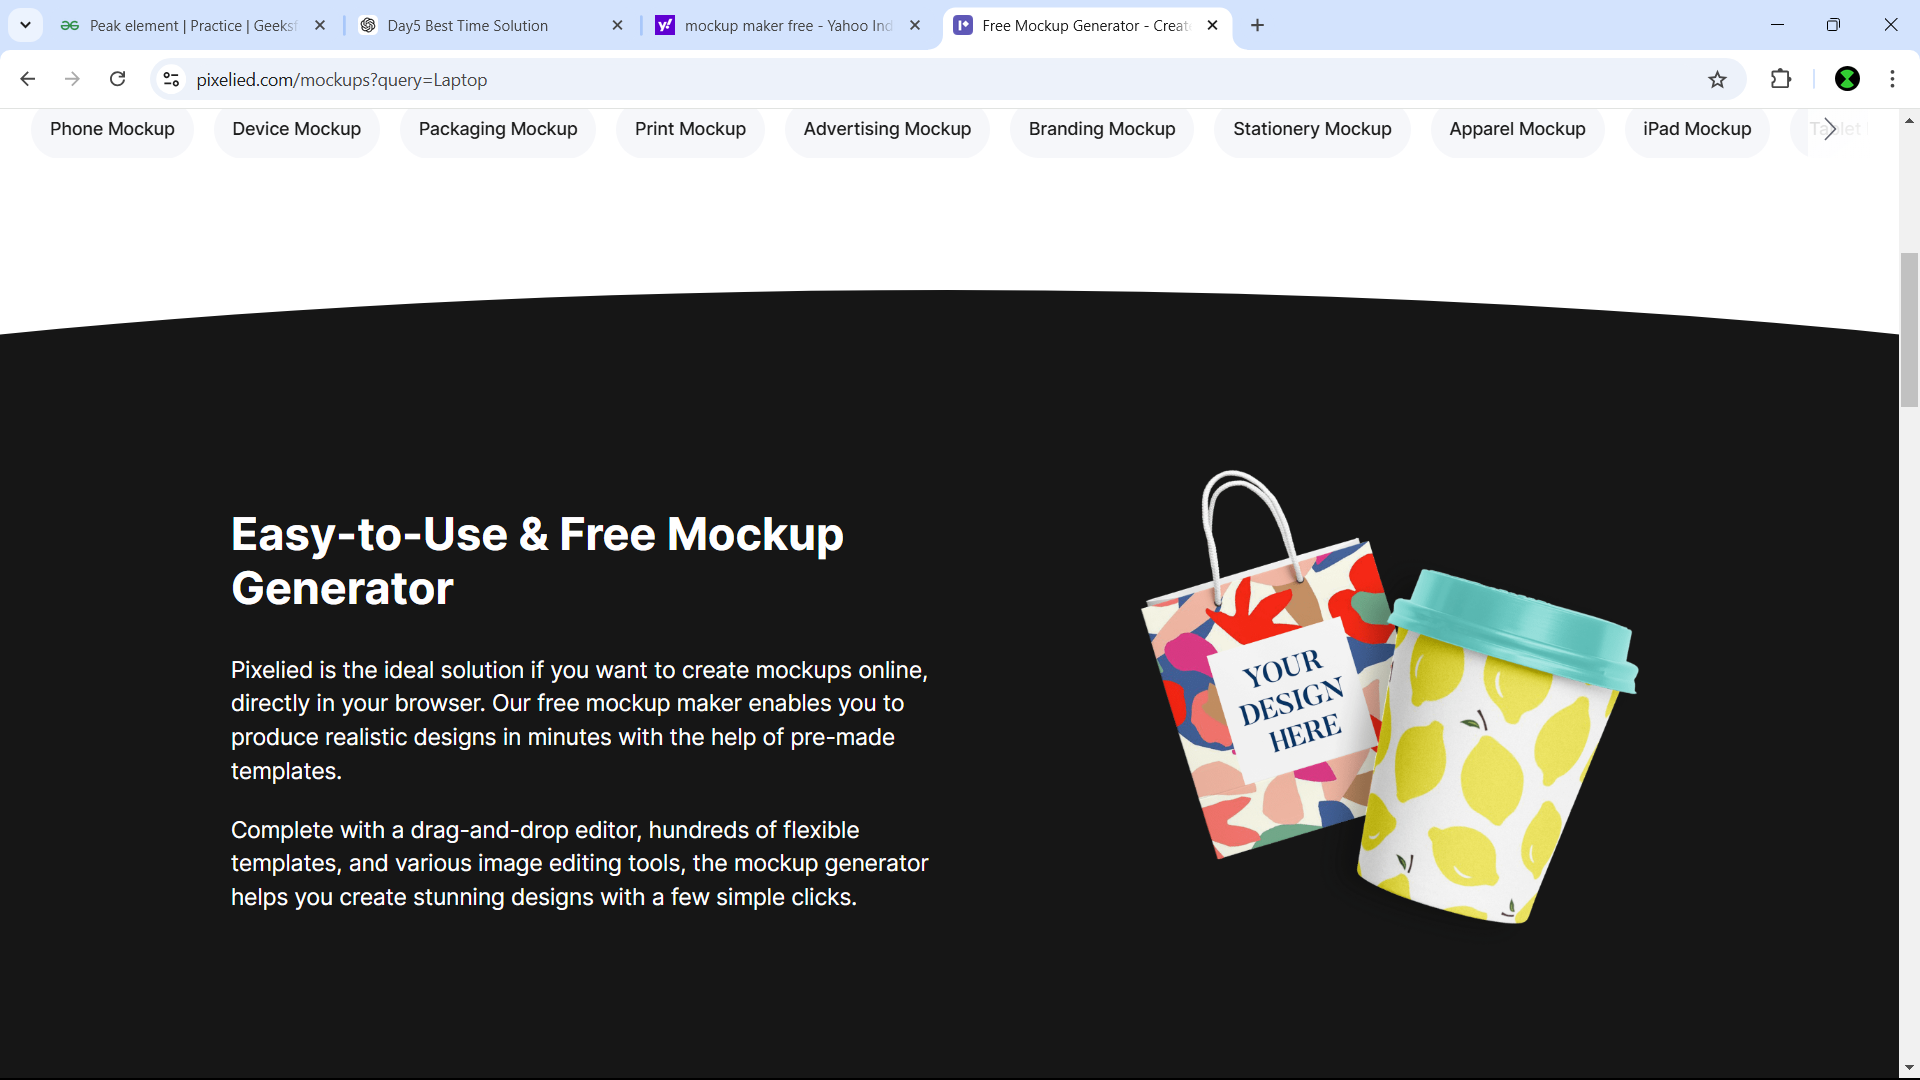 Peak element | Practice | Geeksf
Day5 Best Time Solution
mockup maker free - Yahoo Ind
Free Mockup Generator - Create
pixelied.com/mockups?query=Laptop
Phone Mockup
Device Mockup
Packaging Mockup
Print Mockup
Advertising Mockup
Branding Mockup
Stationery Mockup
Apparel Mockup
iPad Mockup
Tablet
Easy-to-Use & Free Mockup
Generator
Pixelied is the ideal solution if you want to create mockups online,
directly in your browser. Our free mockup maker enables you to
produce realistic designs in minutes with the help of pre-made
templates.
Complete with a drag-and-drop editor, hundreds of flexible
templates, and various image editing tools, the mockup generator
helps you create stunning designs with a few simple clicks.
YOUR
DESIGN
HERE